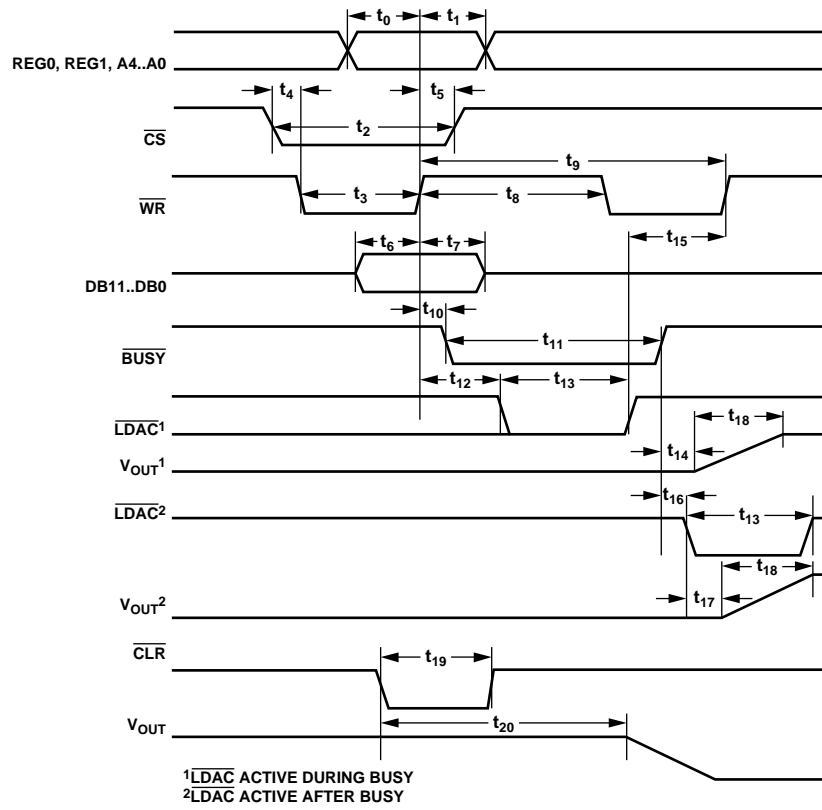 t0 t1
REG0, REG1, A4..A0
t4 t5
t2
CS
t9
t3 t8
WR
t15
t6 t7
DB11..DB0
t10
t11
BUSY
t12 t13
t18
LDAC1
t14
VOUT1
t16
LDAC2 t13
t18
t17
VOUT2
CLR
t19
VOUT t20
1LDAC ACTIVE DURING BUSY
2LDAC ACTIVE AFTER BUSY